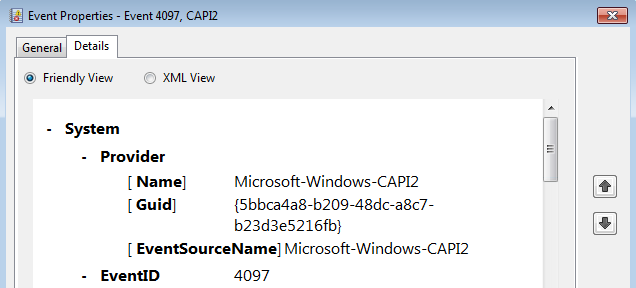 Event Properties - Event 4097, CAPI2
General Details
Friendly View XML View
- System
- Provider
[ Name] Microsoft-Windows-CAPI2
[ Guid] {5bbca4a8-b209-48dc-a8c7-
b23d3e5216fb}
[ EventSourceName] Microsoft-Windows-CAPI2
- EventID 4097